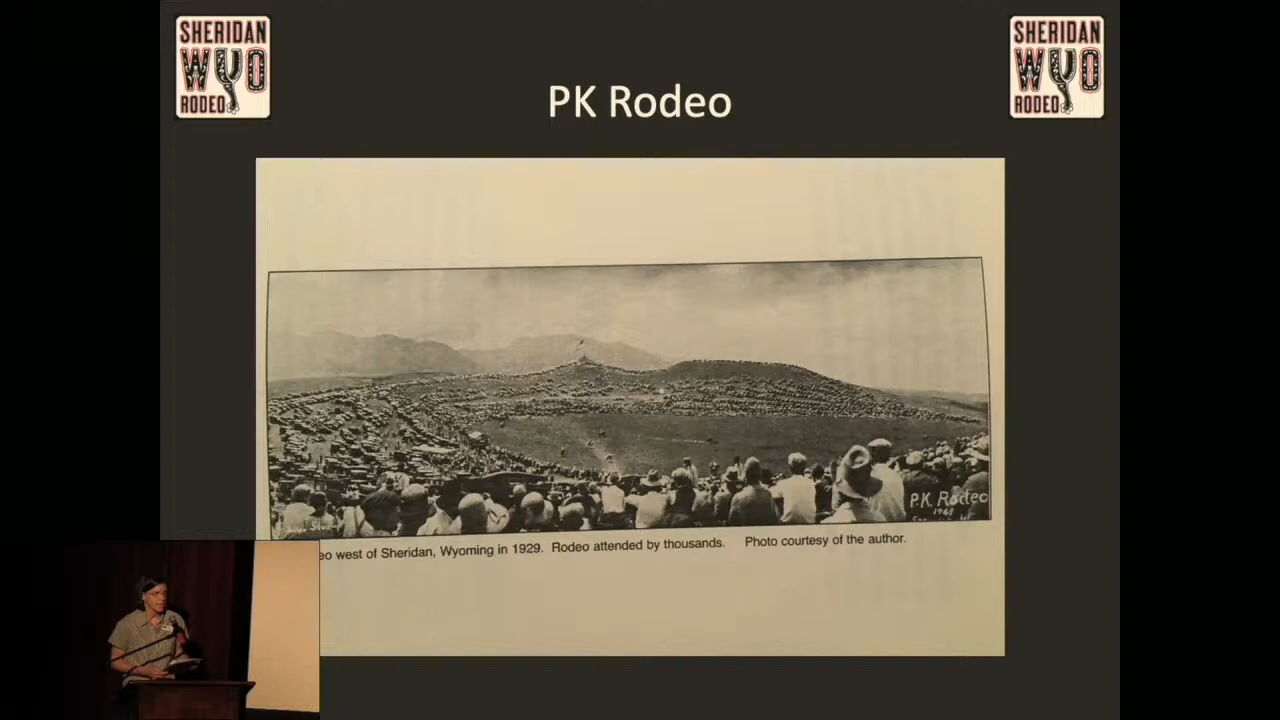 SHERIDAN
WYO
RODEO
PK Rodeo
SHERIDAN
WYO
RODEO
P.K. Rodeo
eo west of Sheridan, Wyoming in 1929. Rodeo attended by thousands. Photo courtesy of the author.